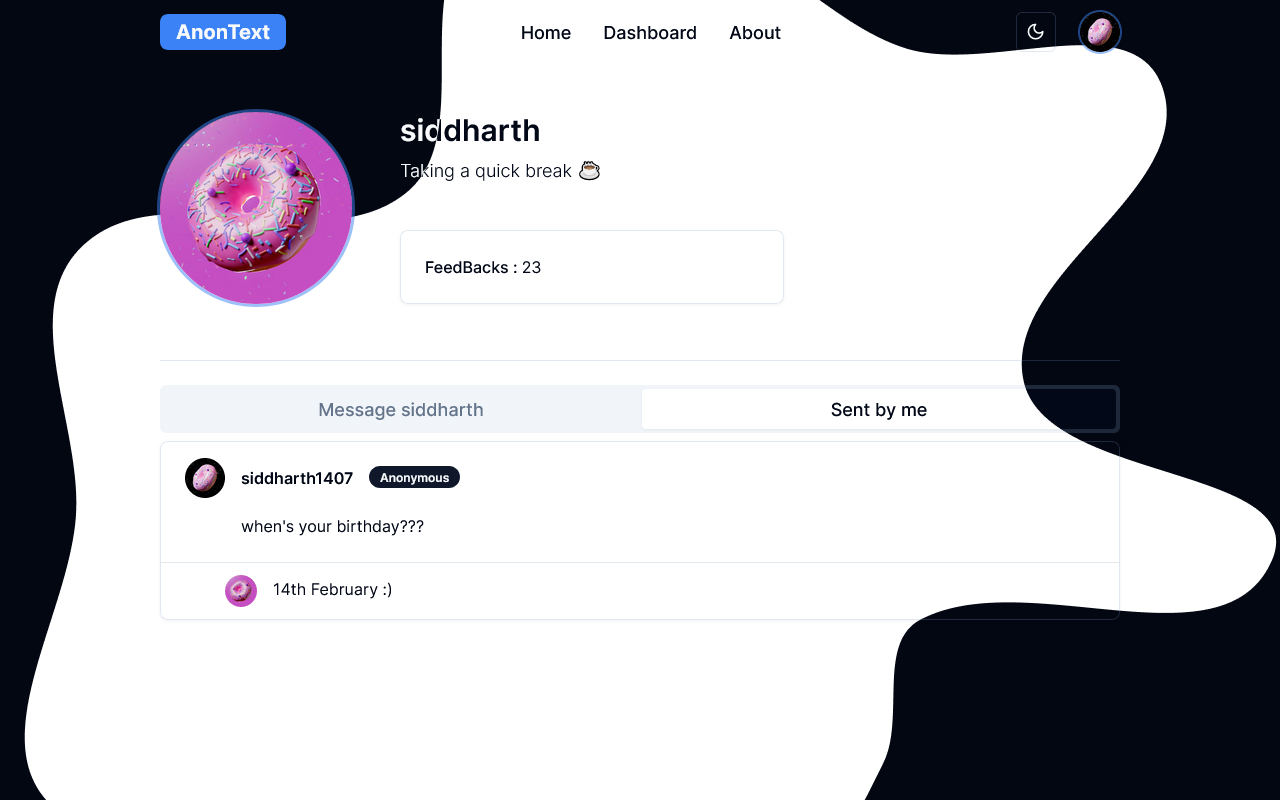 AnonText
Home Dashboard About
siddharth
Taking a quick break ☕
FeedBacks : 23
Message siddharth
Sent by me
siddharth1407 Anonymous
when's your birthday???
14th February :)